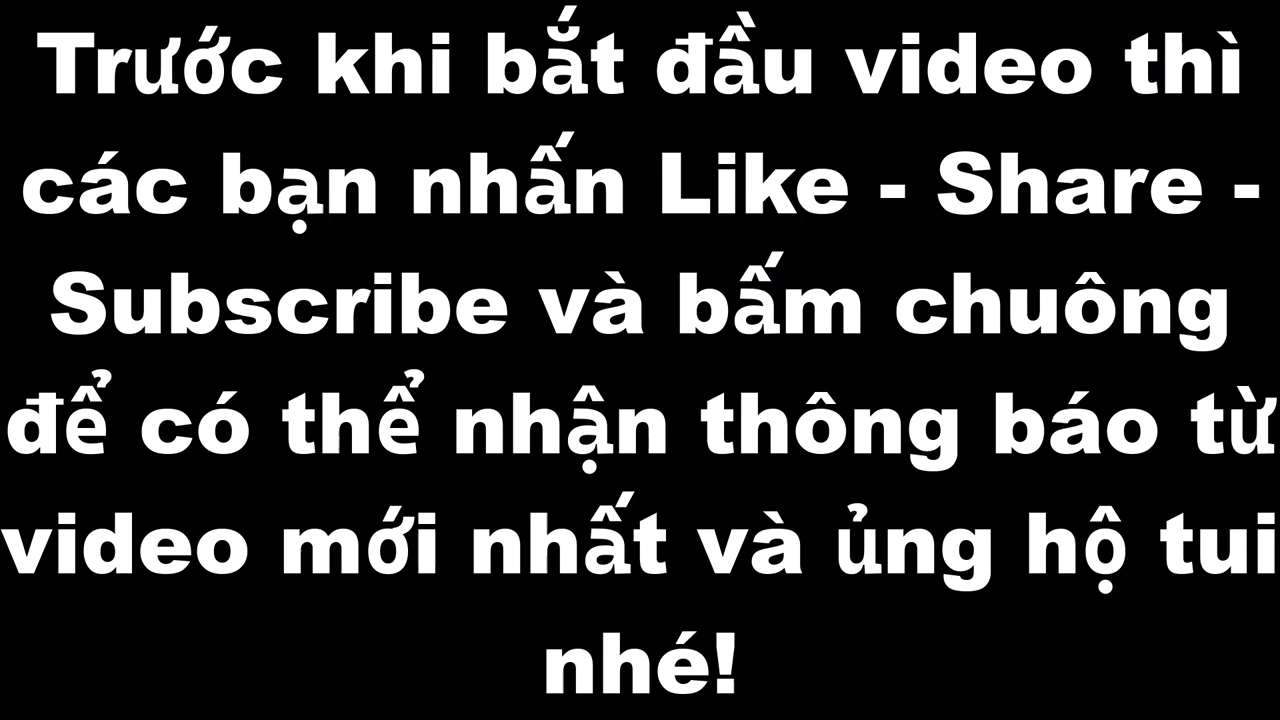 Trước khi bắt đầu video thì
các bạn nhấn Like - Share -
Subscribe và bấm chuông
để có thể nhận thông báo từ
video mới nhất và ủng hộ tui
nhé!